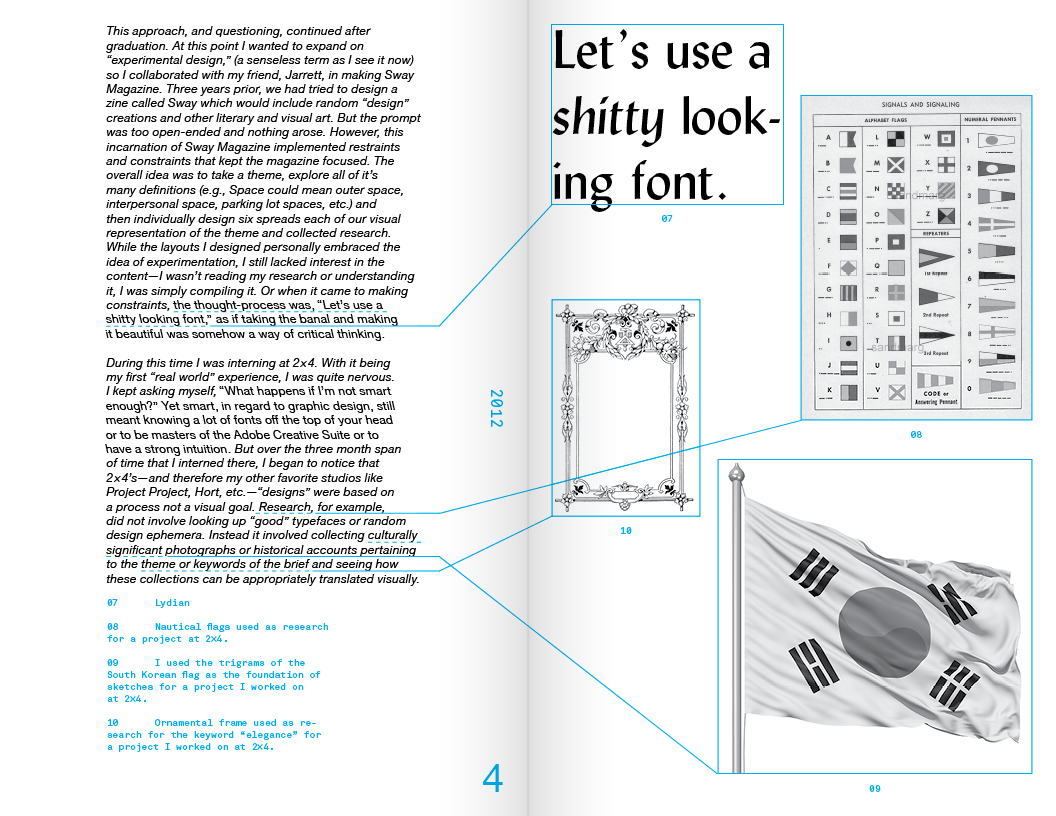 This approach, and questioning, continued after
graduation. At this point I wanted to expand on
“experimental design,” (a senseless term as I see it now)
so I collaborated with my friend, Jarrett, in making Sway
Magazine. Three years prior, we had tried to design a
zine called Sway which would include random “design”
creations and other literary and visual art. But the prompt
was too open-ended and nothing arose. However, this
incarnation of Sway Magazine implemented restraints
and constraints that kept the magazine focused. The
overall idea was to take a theme, explore all of it’s
many definitions (e.g., Space could mean outer space,
interpersonal space, parking lot spaces, etc.) and
then individually design six spreads each of our visual
representation of the theme and collected research.
While the layouts I designed personally embraced the
idea of experimentation, I still lacked interest in the
content—I wasn’t reading my research or understanding
it, I was simply compiling it. Or when it came to making
constraints, the thought-process was, “Let’s use a
shitty looking font,” as if taking the banal and making
it beautiful was somehow a way of critical thinking.
During this time I was interning at 2×4. With it being
my first “real world” experience, I was quite nervous.
I kept asking myself, “What happens if I’m not smart
enough?” Yet smart, in regard to graphic design, still
meant knowing a lot of fonts off the top of your head
or to be masters of the Adobe Creative Suite or to
have a strong intuition. But over the three month span
of time that I interned there, I began to notice that
2×4’s—and therefore my other favorite studios like
Project Project, Hort, etc.—“designs” were based on
a process not a visual goal. Research, for example,
did not involve looking up “good” typefaces or random
design ephemera. Instead it involved collecting culturally
significant photographs or historical accounts pertaining
to the theme or keywords of the brief and seeing how
these collections can be appropriately translated visually.
07 Lydian
08 Nautical flags used as research
for a project at 2×4.
09 I used the trigrams of the
South Korean flag as the foundation of
sketches for a project I worked on
at 2×4.
10 Ornamental frame used as re-
search for the keyword “elegance” for
a project I worked on at 2×4.
2012
4
Let’s use a
shitty look-
ing font.
07
SIGNALS AND SIGNALING
ALPHABET FLAGS
NUMERAL PENNANTS
A L W 1
B M X 2
C N Y 3
D O Z 4
REPEATERS
E P 5
1st Repeat
F Q 6
G R 7
2nd Repeat
H S 8
I T 9
3rd Repeat
J U 0
K V
CODE or
Answering Pennant
08
10
09